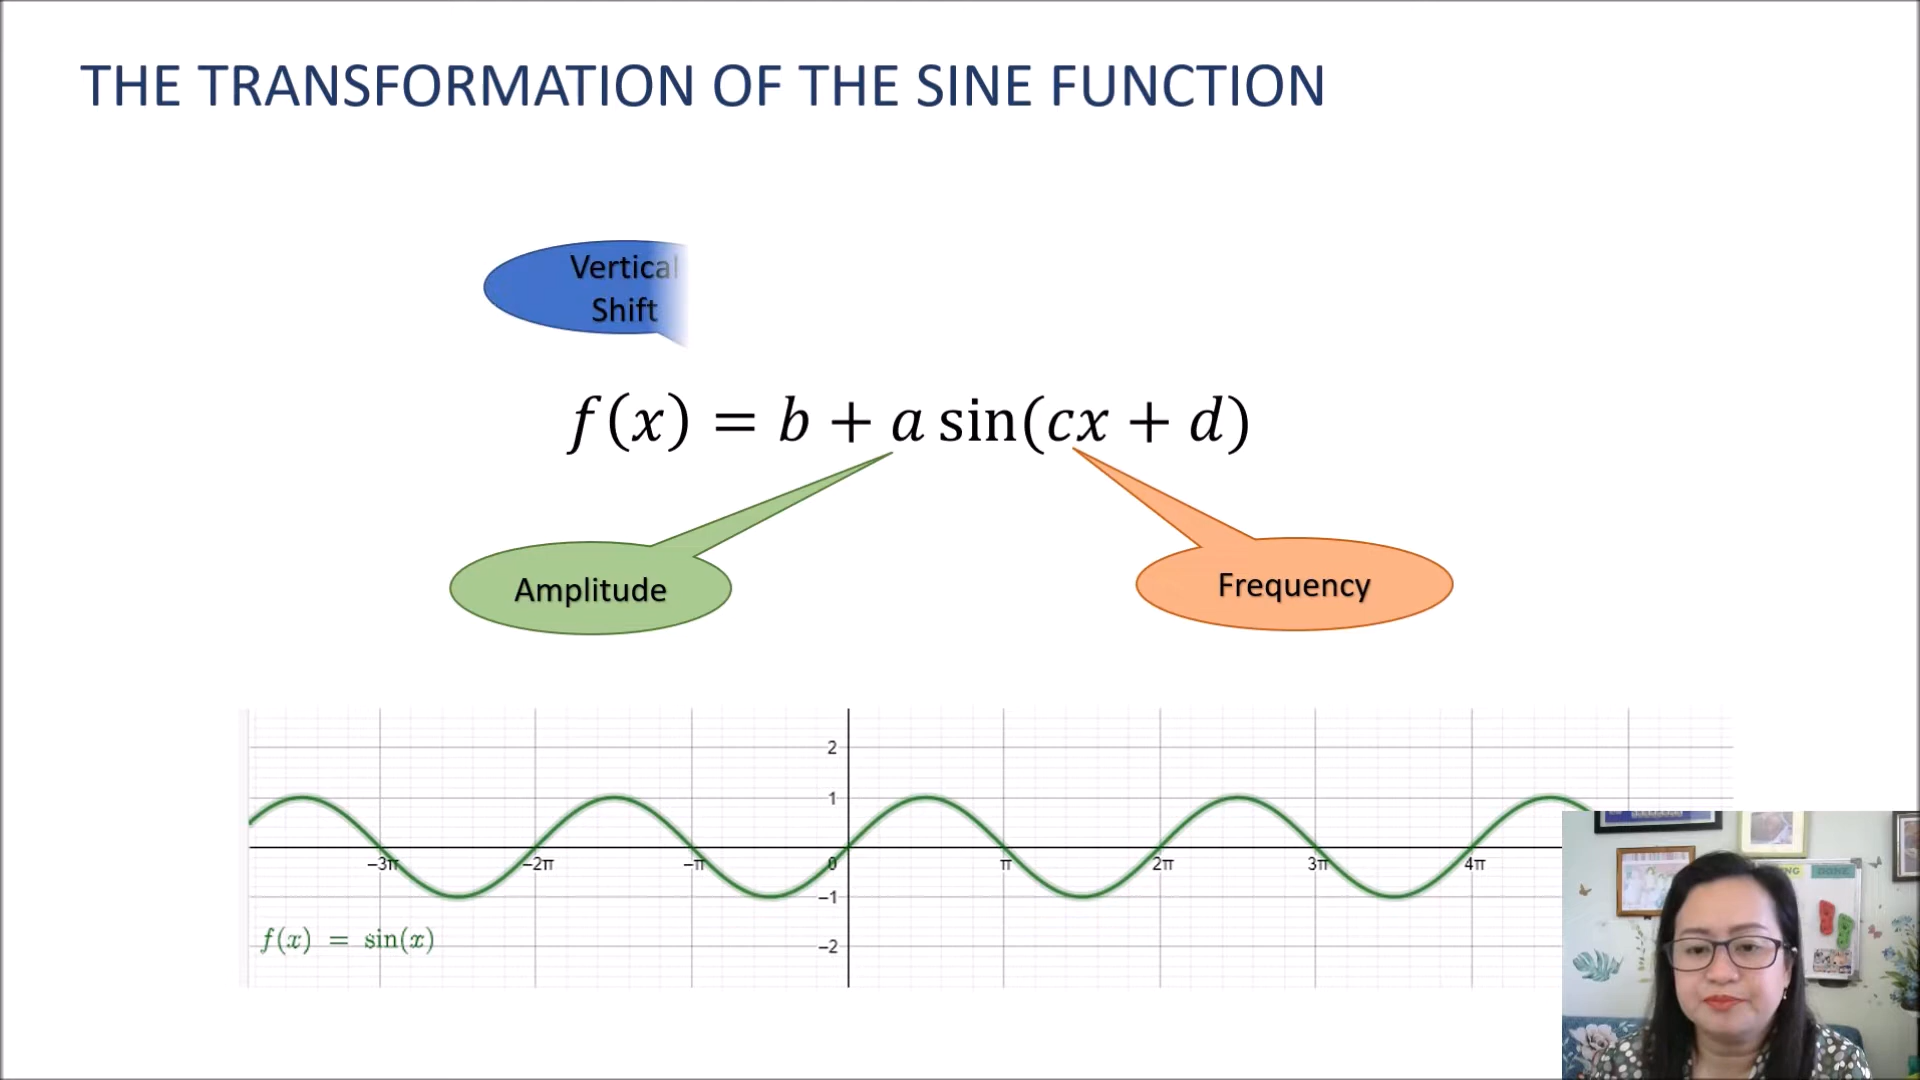 THE TRANSFORMATION OF THE SINE FUNCTION
Vertical
Shift
f(x) = b + a sin(cx + d)
Amplitude
Frequency
2
1
−3π −2π −π 0 π 2π 3π 4π
−1
f(x) = sin(x)
−2
DONE